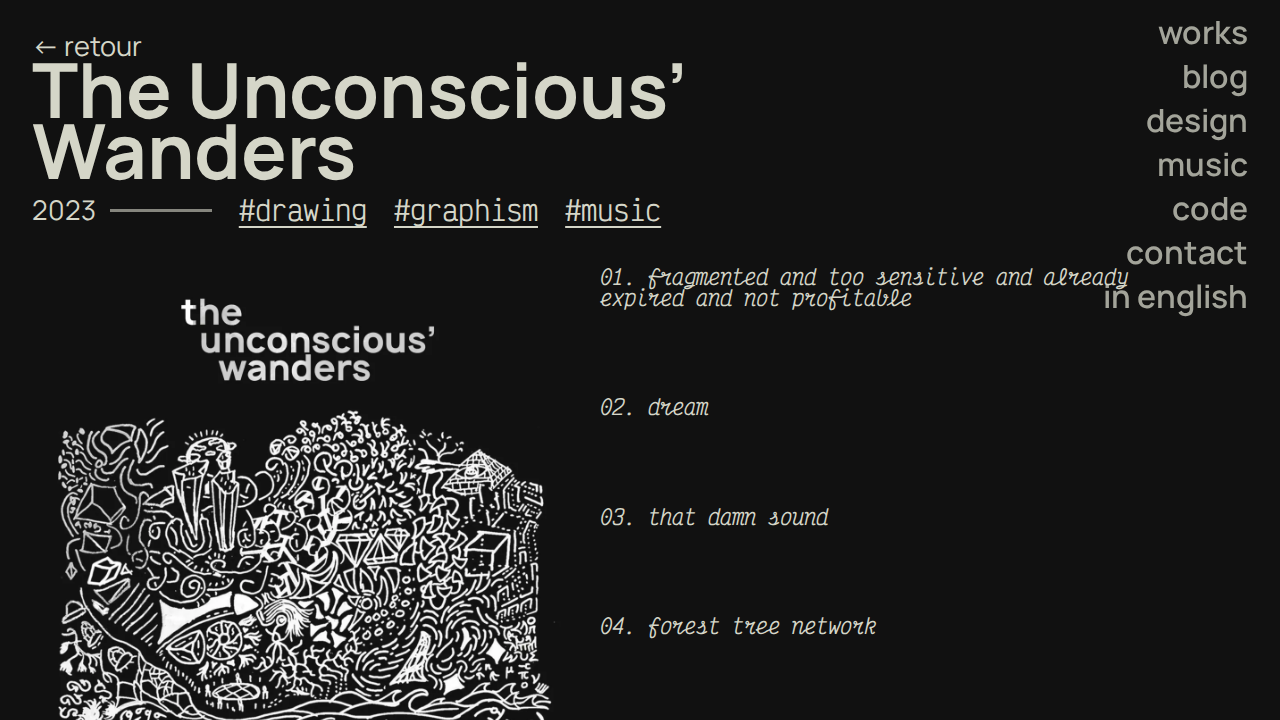 ← retour
The Unconscious’
Wanders
2023
#drawing #graphism #music
works
blog
design
music
code
contact
in english
the
unconscious’
wanders
01. fragmented and too sensitive and already
expired and not profitable
02. dream
03. that damn sound
04. forest tree network